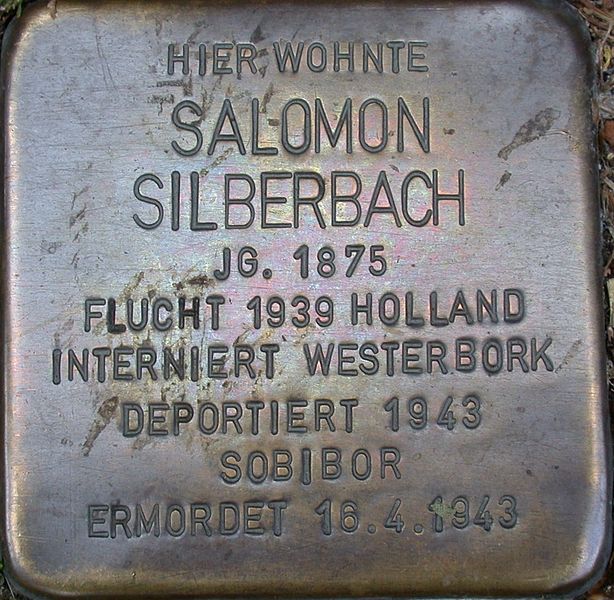 HIER WOHNTE
SALOMON
SILBERBACH
JG. 1875
FLUCHT 1939 HOLLAND
INTERNIERT WESTERBORK
DEPORTIERT 1943
SOBIBOR
ERMORDET 16.4.1943